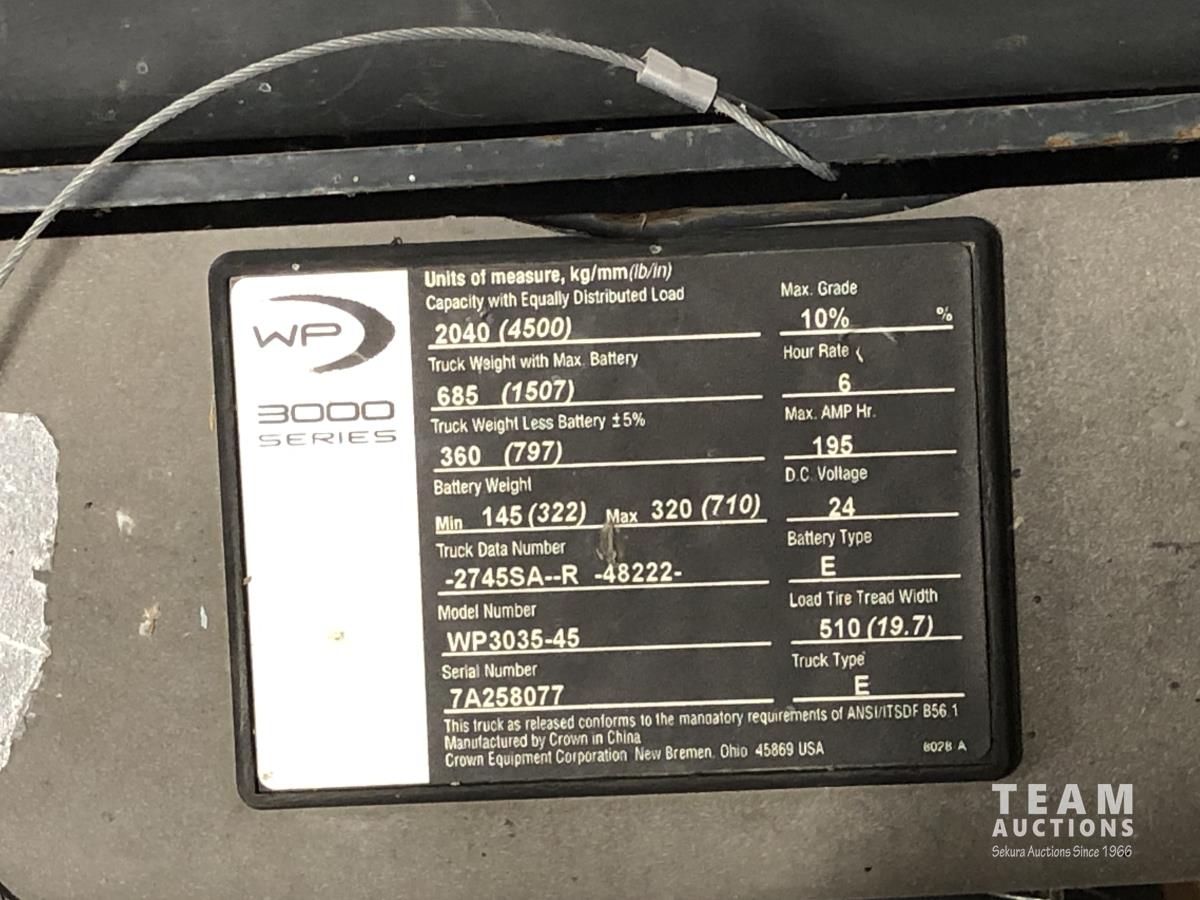 WP
3000
SERIES
Units of measure, kg/mm(lb/in)
Capacity with Equally Distributed Load
2040 (4500)
Truck Weight with Max. Battery
685 (1507)
Truck Weight Less Battery ±5%
360 (797)
Battery Weight
Min 145 (322) Max 320 (710)
Truck Data Number
-2745SA--R -48222-
Model Number
WP3035-45
Serial Number
7A258077
Max. Grade
10% %
Hour Rate
6
Max. AMP Hr.
195
D.C. Voltage
24
Battery Type
E
Load Tire Tread Width
510 (19.7)
Truck Type
E
This truck as released conforms to the mandatory requirements of ANSI/ITSDF B56.1
Manufactured by Crown in China
Crown Equipment Corporation New Bremen, Ohio 45869 USA
8028 A
TEAM
AUCTIONS
Sekura Auctions Since 1966